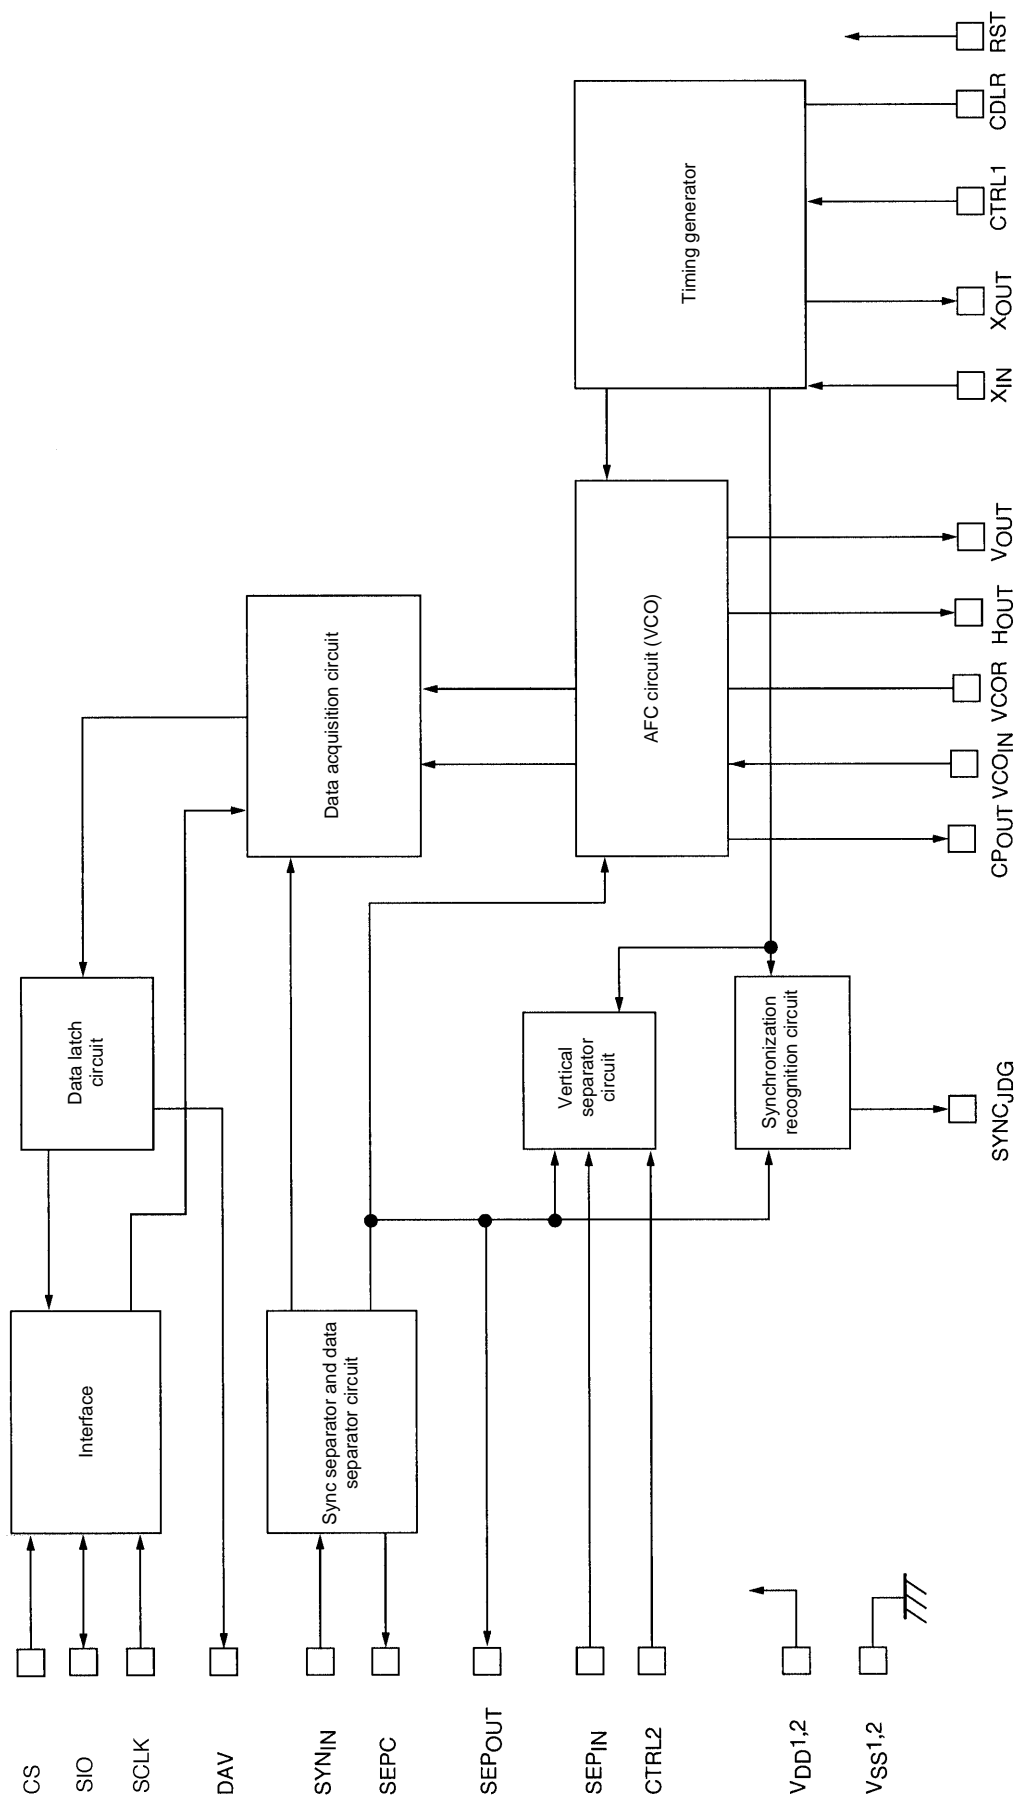 CS
SIO
SCLK
DAV
SYNIN
SEPC
SEPOUT
SEPIN
CTRL2
VDD1,2
VSS1,2
Interface
Data latch
circuit
Sync separator and data
separator circuit
Data acquisition circuit
Vertical
separator
circuit
Synchronization
recognition circuit
AFC circuit (VCO)
Timing generator
SYNCJDG
CPOUT
VCOIN
VCOR
HOUT
VOUT
XIN
XOUT
CTRL1
CDLR
RST